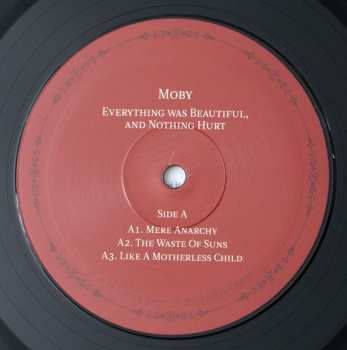 Moby
Everything was Beautiful,
and Nothing Hurt
Side A
A1. Mere Anarchy
A2. The Waste Of Suns
A3. Like A Motherless Child